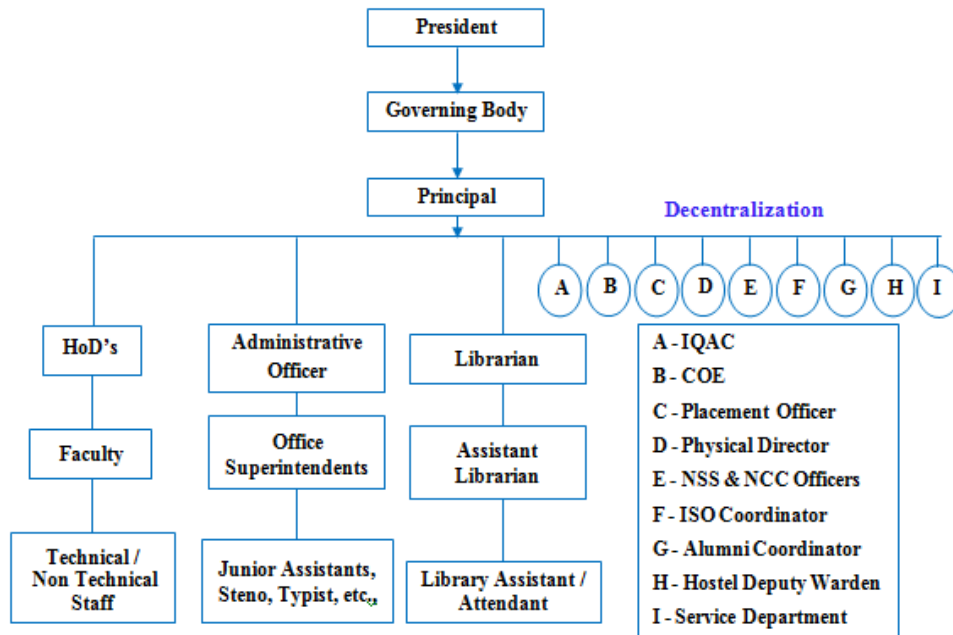 President
Governing Body
Principal
Decentralization
A
B
C
D
E
F
G
H
I
HoD's
Administrative
Officer
Librarian
Faculty
Office
Superintendents
Assistant
Librarian
Technical /
Non Technical
Staff
Junior Assistants,
Steno, Typist, etc.,
Library Assistant /
Attendant
A - IQAC
B - COE
C - Placement Officer
D - Physical Director
E - NSS & NCC Officers
F - ISO Coordinator
G - Alumni Coordinator
H - Hostel Deputy Warden
I - Service Department